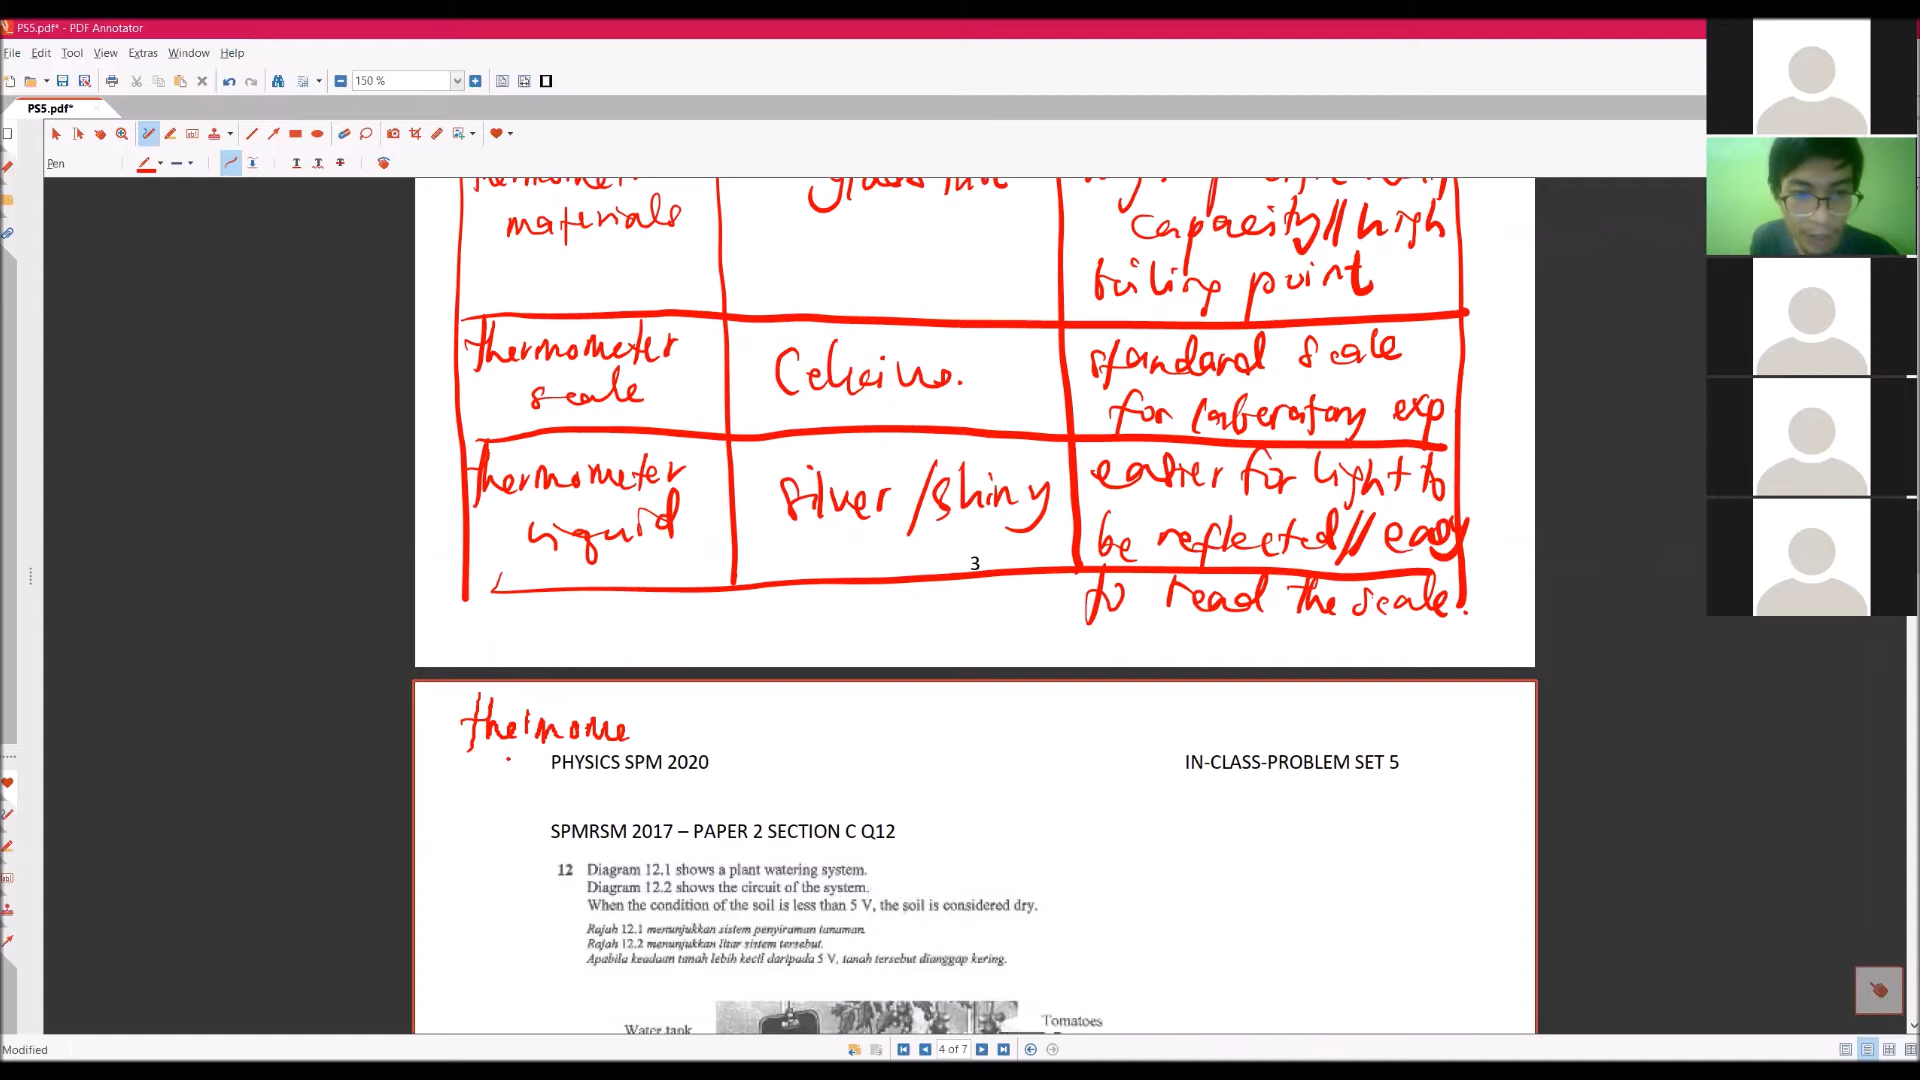 PS5.pdf* - PDF Annotator
File Edit Tool View Extras Window Help
150 %
PS5.pdf*
Pen
materials
glass
capacity // high
boiling point
thermometer scale
Celcius.
standard scale
for laboratory exp
thermometer liquid
silver/shiny
easier for light to
be reflected // easy
to read the scale.
3
thermome
PHYSICS SPM 2020
IN-CLASS-PROBLEM SET 5
SPMRSM 2017 – PAPER 2 SECTION C Q12
12 Diagram 12.1 shows a plant watering system.
Diagram 12.2 shows the circuit of the system.
When the condition of the soil is less than 5 V, the soil is considered dry.
Rajah 12.1 menunjukkan sistem penyiraman tanaman.
Rajah 12.2 menunjukkan litar sistem tersebut.
Apabila keadaan tanah lebih kecil daripada 5 V, tanah tersebut dianggap kering.
Water tank
Tomatoes
Modified
4 of 7